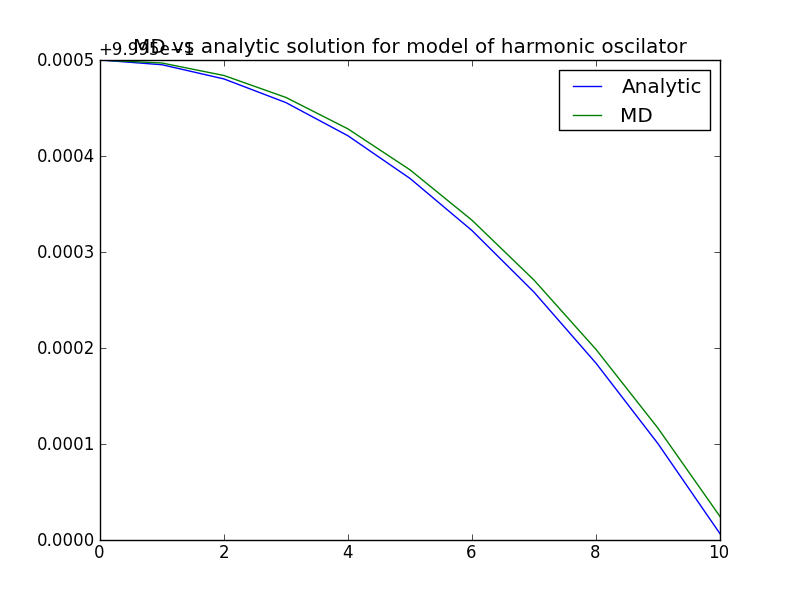 +9.995e−1
MD vs analytic solution for model of harmonic oscilator
0.0005
Analytic
MD
0.0004
0.0003
0.0002
0.0001
0.0000
0 2 4 6 8 10